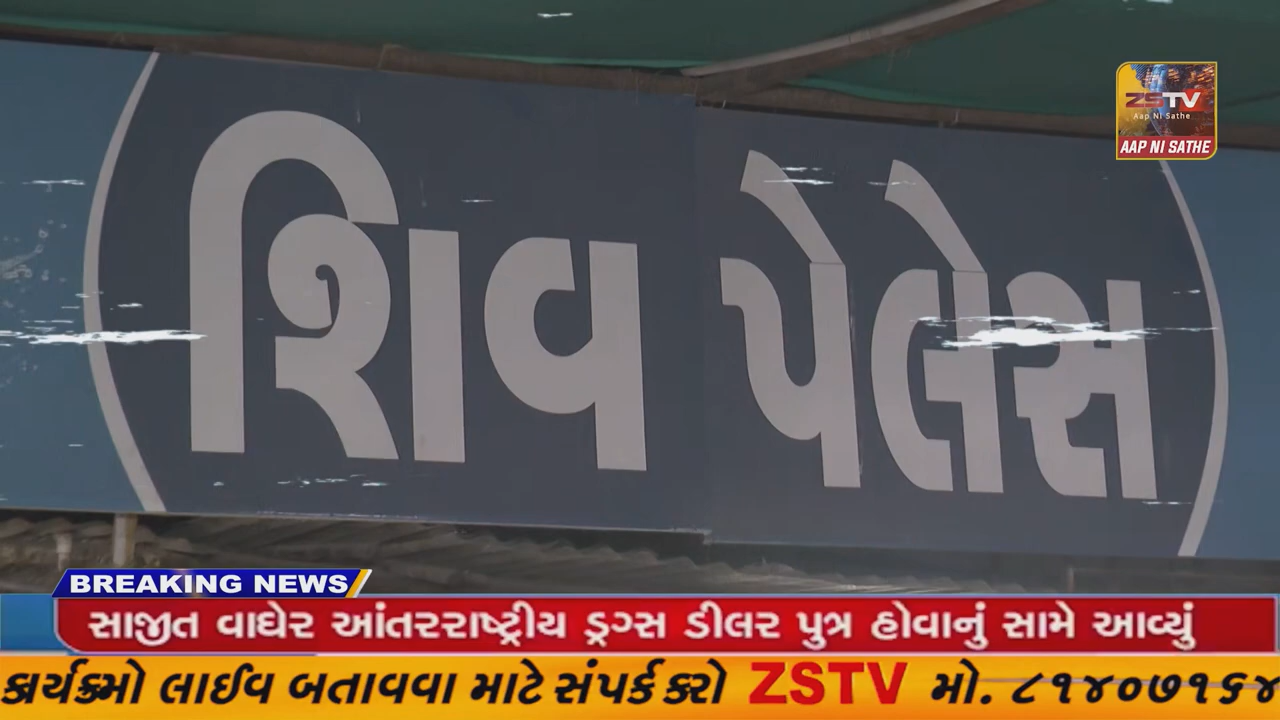 ZSTV
Aap Ni Sathe
AAP NI SATHE
શિવ પેલેસ
BREAKING NEWS
સાજીત વાઘેર આંતરરાષ્ટ્રીય ડ્રગ્સ ડીલર પુત્ર હોવાનું સામે આવ્યું
કાર્યક્રમો લાઈવ બતાવવા માટે સંપર્ક કરો ZSTV મો. ૮૧૪૦૭૧૬૪